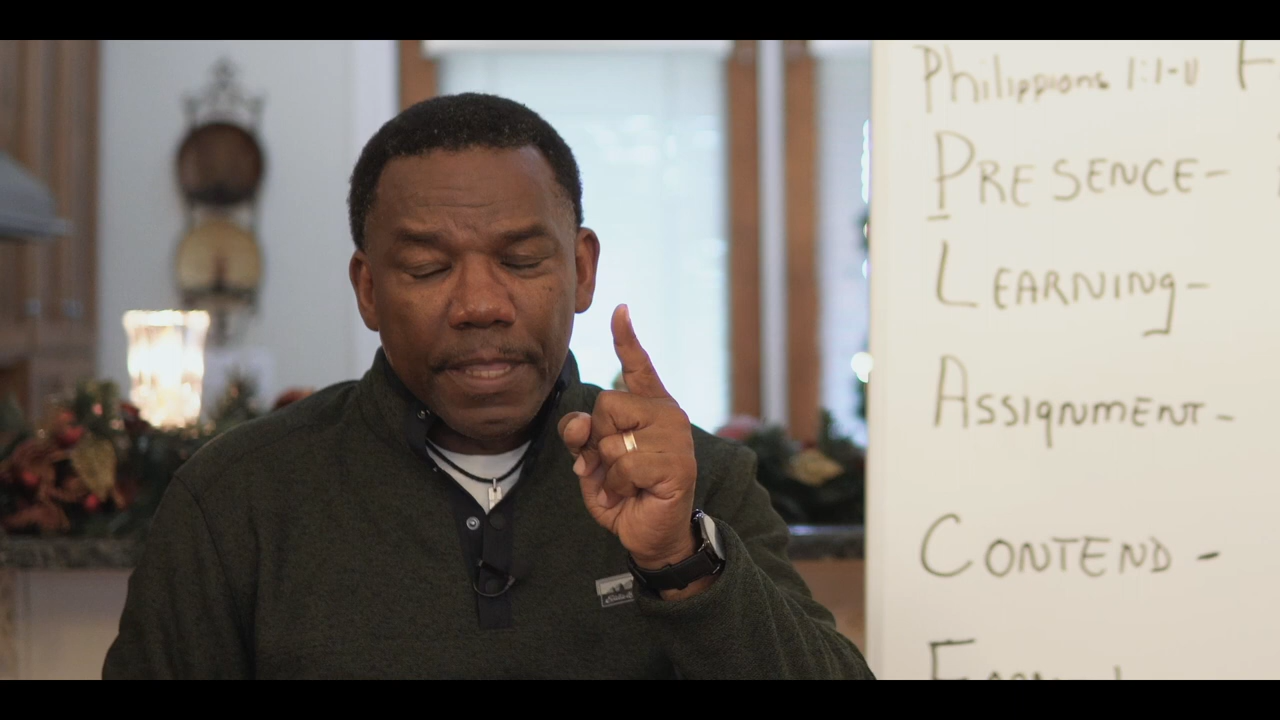 Philippians 1:1-11 F
PRESENCE-
LEARNING-
ASSIGNMENT-
CONTEND-